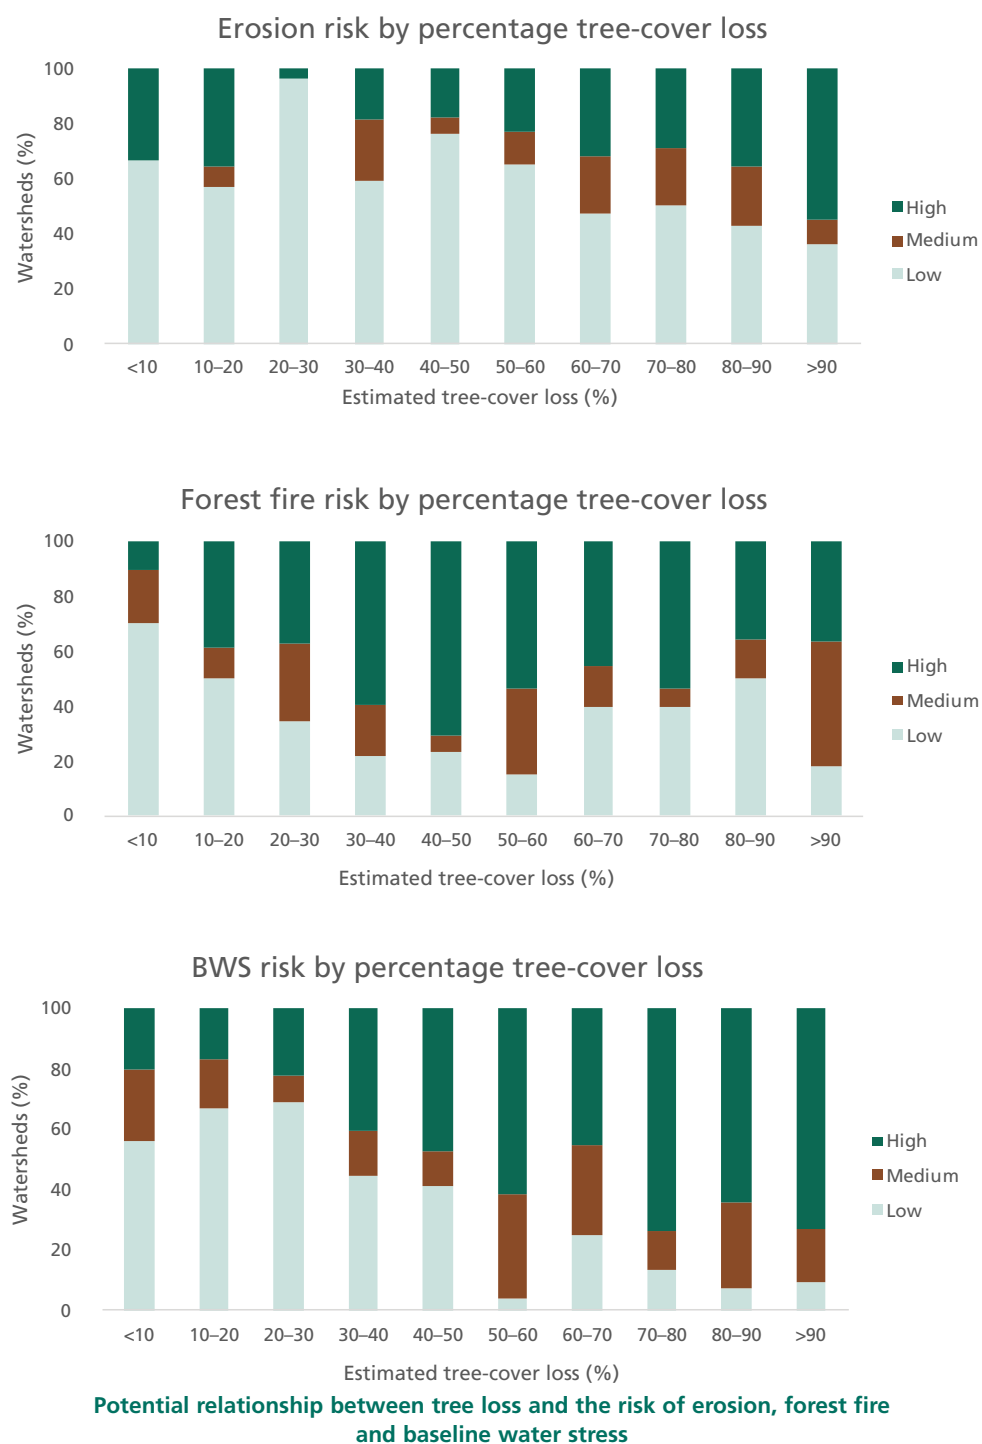 Erosion risk by percentage tree-cover loss
100
80
60
40
20
0
Watersheds (%)
<10 10–20 20–30 30–40 40–50 50–60 60–70 70–80 80–90 >90
Estimated tree-cover loss (%)
High
Medium
Low
Forest fire risk by percentage tree-cover loss
100
80
60
40
20
0
Watersheds (%)
<10 10–20 20–30 30–40 40–50 50–60 60–70 70–80 80–90 >90
Estimated tree-cover loss (%)
High
Medium
Low
BWS risk by percentage tree-cover loss
100
80
60
40
20
0
Watersheds (%)
<10 10–20 20–30 30–40 40–50 50–60 60–70 70–80 80–90 >90
Estimated tree-cover loss (%)
High
Medium
Low
Potential relationship between tree loss and the risk of erosion, forest fire
and baseline water stress